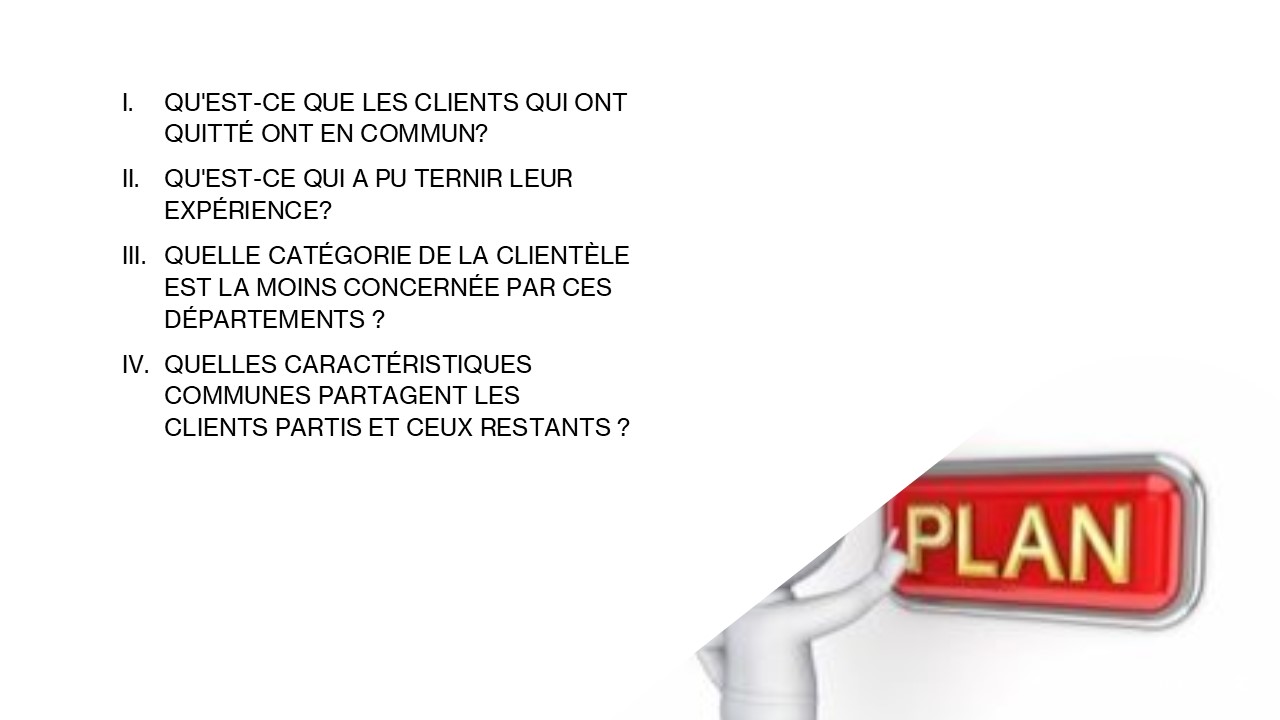 I. QU'EST-CE QUE LES CLIENTS QUI ONT
QUITTÉ ONT EN COMMUN?
II. QU'EST-CE QUI A PU TERNIR LEUR
EXPÉRIENCE?
III. QUELLE CATÉGORIE DE LA CLIENTÈLE
EST LA MOINS CONCERNÉE PAR CES
DÉPARTEMENTS ?
IV. QUELLES CARACTÉRISTIQUES
COMMUNES PARTAGENT LES
CLIENTS PARTIS ET CEUX RESTANTS ?
PLAN